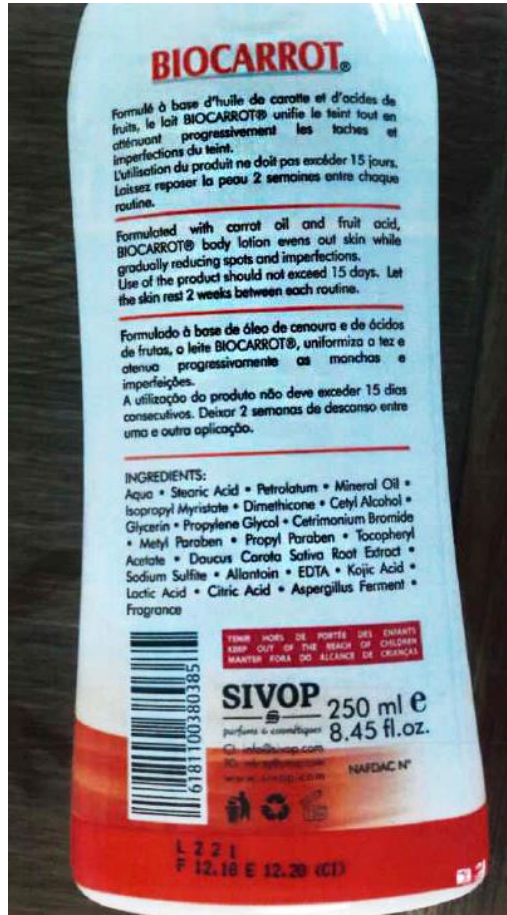 BIOCARROT®
Formulé à base d'huile de carotte et d'acides de
fruits, le lait BIOCARROT® unifie le teint tout en
atténuant progressivement les taches et
imperfections du teint.
L'utilisation du produit ne doit pas excéder 15 jours.
Laissez reposer la peau 2 semaines entre chaque
routine.
Formulated with carrot oil and fruit acid,
BIOCARROT® body lotion evens out skin while
gradually reducing spots and imperfections.
Use of the product should not exceed 15 days. Let
the skin rest 2 weeks between each routine.
Formulado à base de óleo de cenoura e de ácidos
de frutas, o leite BIOCARROT®, uniformiza a tez e
atenua progressivamente as manchas e
imperfeições.
A utilização do produto não deve exceder 15 dias
consecutivos. Deixar 2 semanas de descanso entre
uma e outra aplicação.
INGREDIENTS:
Aqua • Stearic Acid • Petrolatum • Mineral Oil •
Isopropyl Myristate • Dimethicone • Cetyl Alcohol •
Glycerin • Propylene Glycol • Cetrimonium Bromide
• Metyl Paraben • Propyl Paraben • Tocopheryl
Acetate • Daucus Carota Sativa Root Extract •
Sodium Sulfite • Allantoin • EDTA • Kojic Acid •
Lactic Acid • Citric Acid • Aspergillus Ferment •
Fragrance
TENIR HORS DE PORTÉE DES ENFANTS
KEEP OUT OF THE REACH OF CHILDREN
MANTER FORA DO ALCANCE DE CRIANÇAS
6181100380385
SIVOP
parfums & cosmétiques
250 ml e
8.45 fl.oz.
info@sivop.com
www.sivop.com
NAFDAC N°
L 221
F 12.18 E 12.20 (CI)